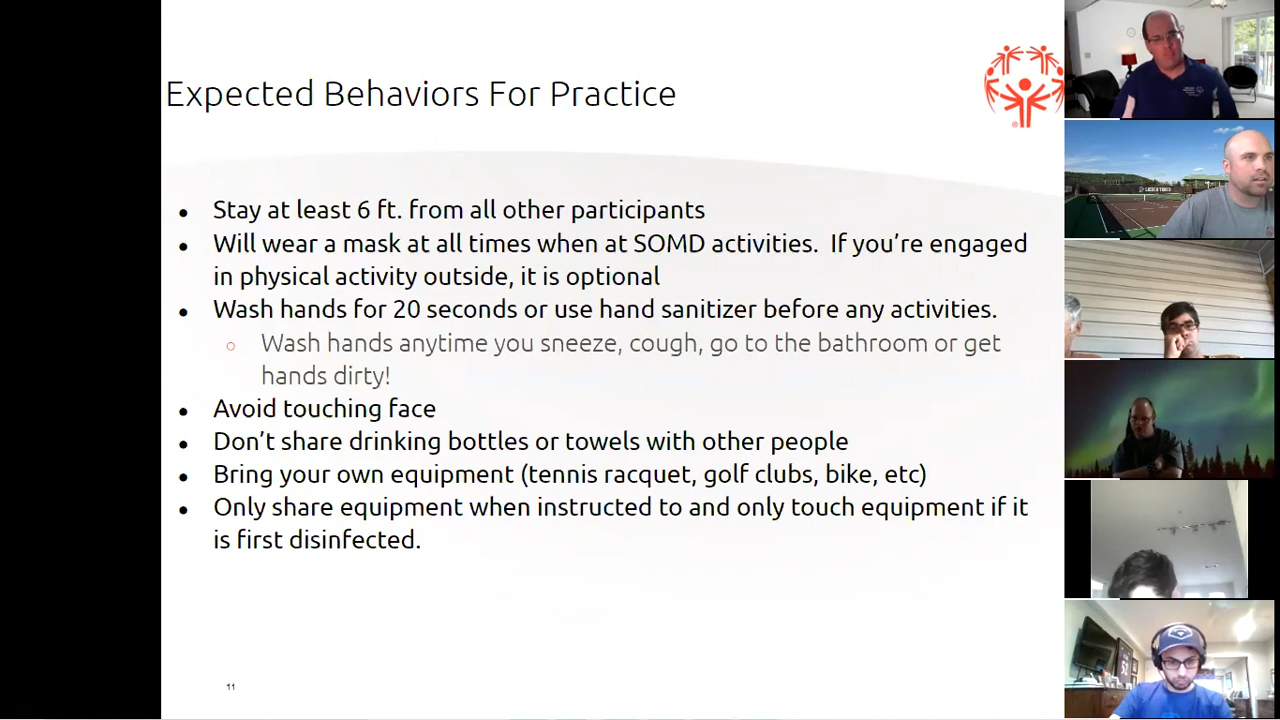 Expected Behaviors For Practice
®
● Stay at least 6 ft. from all other participants
● Will wear a mask at all times when at SOMD activities.  If you’re engaged
in physical activity outside, it is optional
● Wash hands for 20 seconds or use hand sanitizer before any activities.
○ Wash hands anytime you sneeze, cough, go to the bathroom or get
hands dirty!
● Avoid touching face
● Don’t share drinking bottles or towels with other people
● Bring your own equipment (tennis racquet, golf clubs, bike, etc)
● Only share equipment when instructed to and only touch equipment if it
is first disinfected.
11